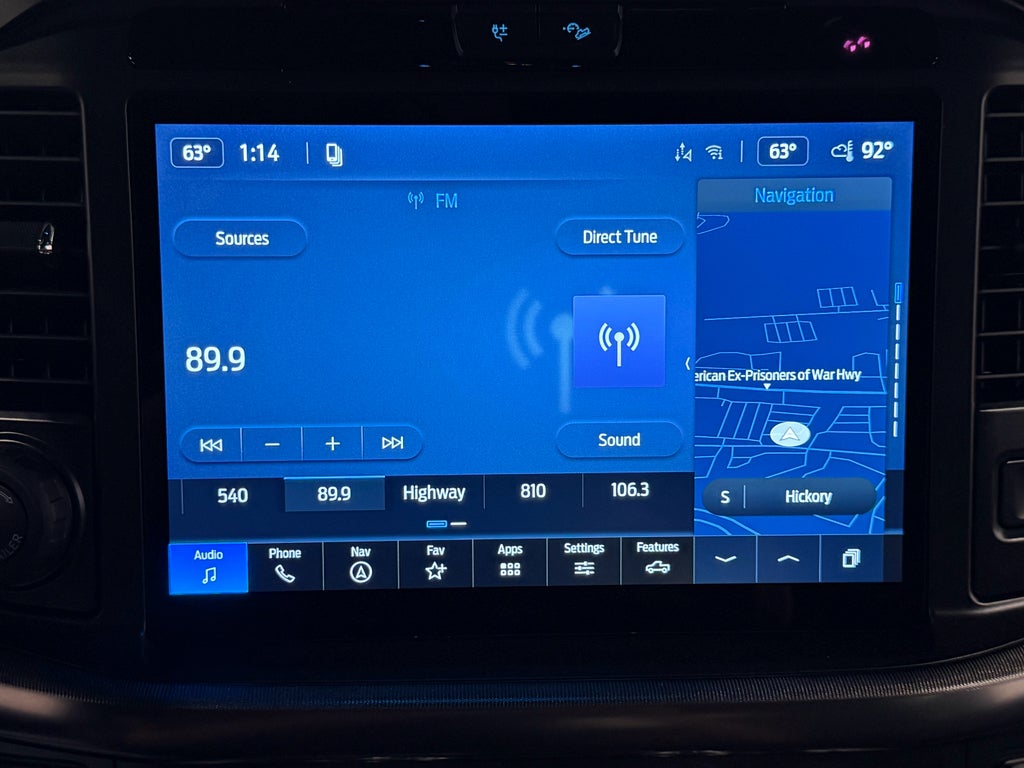 63° 1:14 63° 92°
FM
Navigation
Sources
Direct Tune
89.9
erican Ex-Prisoners of War Hwy
Sound
540 89.9 Highway 810 106.3
S Hickory
Audio Phone Nav Fav Apps Settings Features